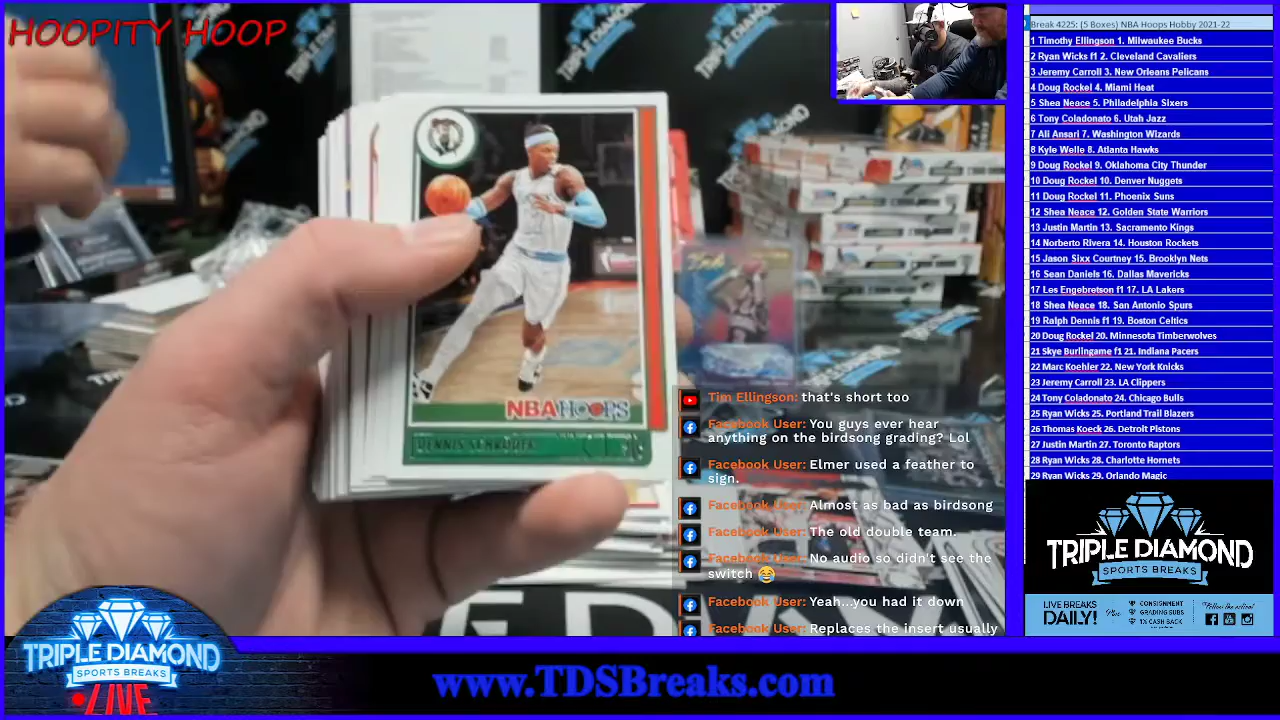 HOOPITY HOOP
NBA HOOPS
DENNIS SCHRÖDER
Tim Ellingson: that's short too
Facebook User: You guys ever hear
anything on the birdsong grading? Lol
Facebook User: Elmer used a feather to
sign.
Facebook User: Almost as bad as birdsong
Facebook User: The old double team.
Facebook User: No audio so didn't see the
switch 😂
Facebook User: Yeah...you had it down
Facebook User: Replaces the insert usually
Break 4225: (5 Boxes) NBA Hoops Hobby 2021-22
1 Timothy Ellingson 1. Milwaukee Bucks
2 Ryan Wicks f1 2. Cleveland Cavaliers
3 Jeremy Carroll 3. New Orleans Pelicans
4 Doug Rockel 4. Miami Heat
5 Shea Neace 5. Philadelphia Sixers
6 Tony Coladonato 6. Utah Jazz
7 Ali Ansari 7. Washington Wizards
8 Kyle Welle 8. Atlanta Hawks
9 Doug Rockel 9. Oklahoma City Thunder
10 Doug Rockel 10. Denver Nuggets
11 Doug Rockel 11. Phoenix Suns
12 Shea Neace 12. Golden State Warriors
13 Justin Martin 13. Sacramento Kings
14 Norberto Rivera 14. Houston Rockets
15 Jason Sixx Courtney 15. Brooklyn Nets
16 Sean Daniels 16. Dallas Mavericks
17 Les Engebretson f1 17. LA Lakers
18 Shea Neace 18. San Antonio Spurs
19 Ralph Dennis f1 19. Boston Celtics
20 Doug Rockel 20. Minnesota Timberwolves
21 Skye Burlingame f1 21. Indiana Pacers
22 Marc Koehler 22. New York Knicks
23 Jeremy Carroll 23. LA Clippers
24 Tony Coladonato 24. Chicago Bulls
25 Ryan Wicks 25. Portland Trail Blazers
26 Thomas Koeck 26. Detroit Pistons
27 Justin Martin 27. Toronto Raptors
28 Ryan Wicks 28. Charlotte Hornets
29 Ryan Wicks 29. Orlando Magic
TRIPLE DIAMOND
SPORTS BREAKS
LIVE BREAKS
DAILY!
CONSIGNMENT
GRADING SUBS
1% CASH BACK
TRIPLE DIAMOND
SPORTS BREAKS
LIVE
www.TDSBreaks.com